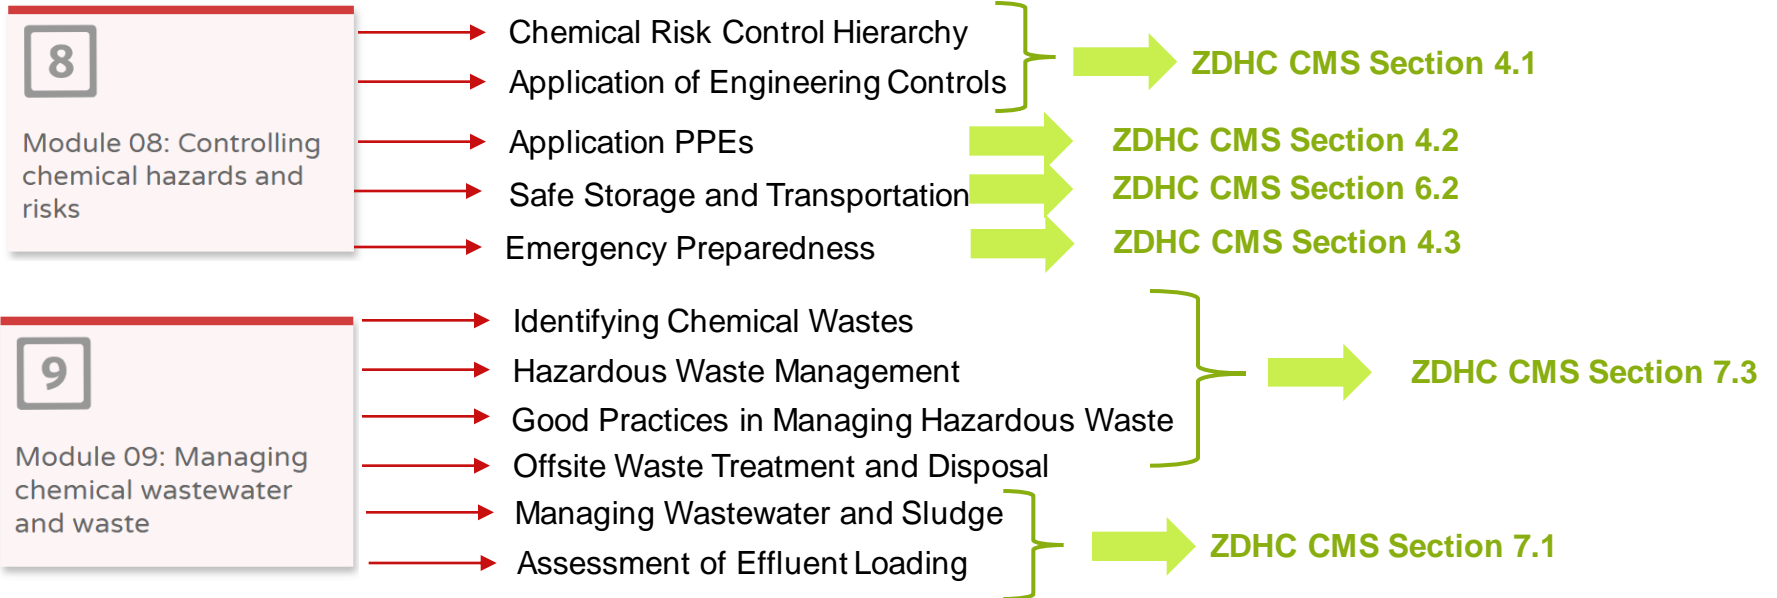 8
Module 08: Controlling
chemical hazards and
risks
Chemical Risk Control Hierarchy
Application of Engineering Controls
ZDHC CMS Section 4.1
Application PPEs
ZDHC CMS Section 4.2
Safe Storage and Transportation
ZDHC CMS Section 6.2
Emergency Preparedness
ZDHC CMS Section 4.3
9
Module 09: Managing
chemical wastewater
and waste
Identifying Chemical Wastes
Hazardous Waste Management
Good Practices in Managing Hazardous Waste
Offsite Waste Treatment and Disposal
ZDHC CMS Section 7.3
Managing Wastewater and Sludge
Assessment of Effluent Loading
ZDHC CMS Section 7.1